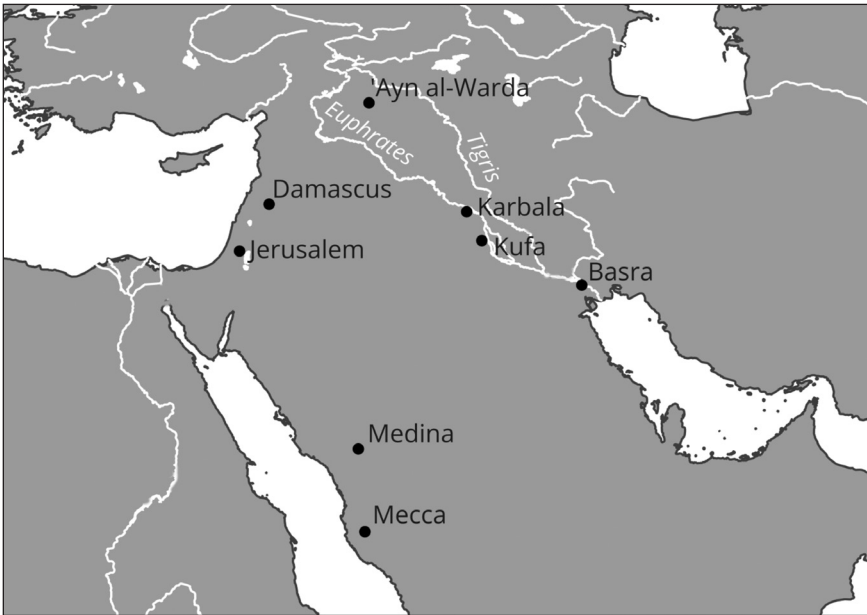 'Ayn al-Warda
Euphrates
Tigris
Damascus
Karbala
Kufa
Jerusalem
Basra
Medina
Mecca